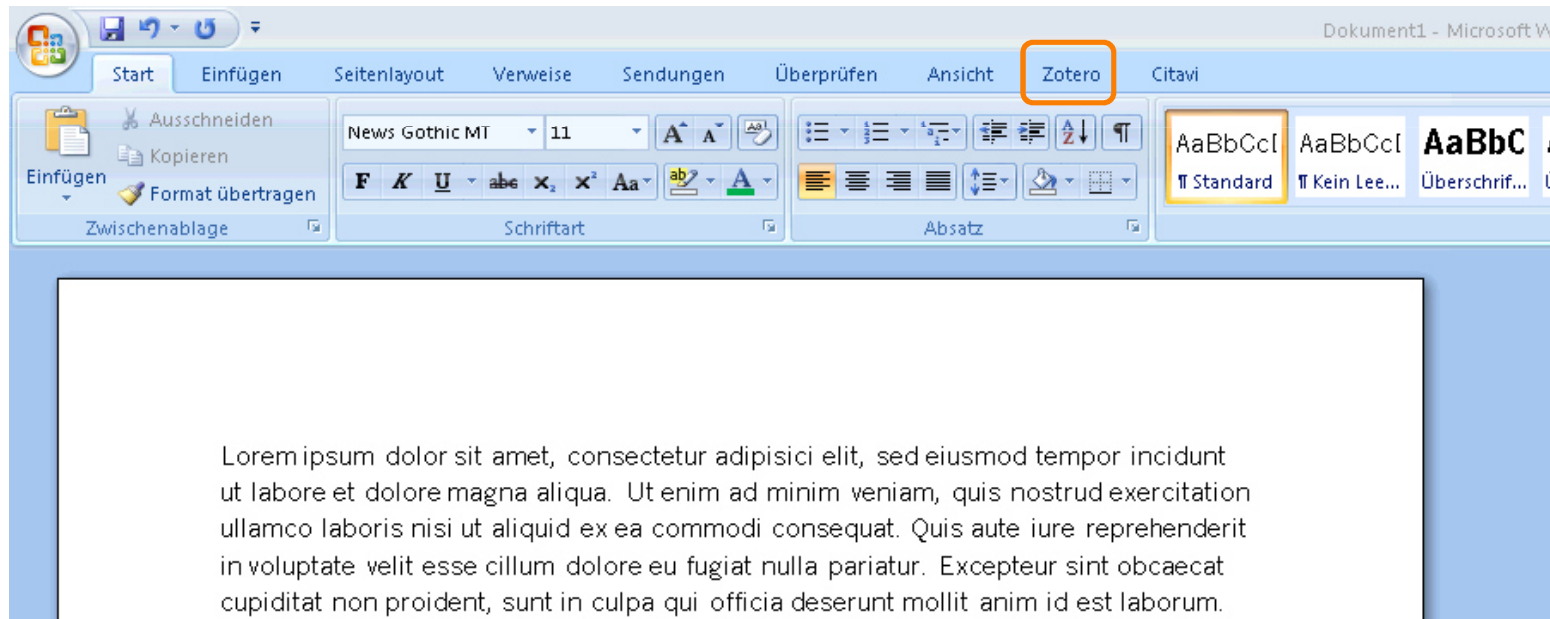 Dokument1 - Microsoft W
Start Einfügen Seitenlayout Verweise Sendungen Überprüfen Ansicht Zotero Citavi
Ausschneiden
Kopieren
Einfügen
Format übertragen
Zwischenablage
News Gothic MT 11
F K U abe x₂ x² Aa ab A
Schriftart
Absatz
AaBbCc AaBbCc AaBbC
¶ Standard ¶ Kein Lee... Überschrif...
Lorem ipsum dolor sit amet, consectetur adipisici elit, sed eiusmod tempor incidunt
ut labore et dolore magna aliqua. Ut enim ad minim veniam, quis nostrud exercitation
ullamco laboris nisi ut aliquid ex ea commodi consequat. Quis aute iure reprehenderit
in voluptate velit esse cillum dolore eu fugiat nulla pariatur. Excepteur sint obcaecat
cupiditat non proident, sunt in culpa qui officia deserunt mollit anim id est laborum.